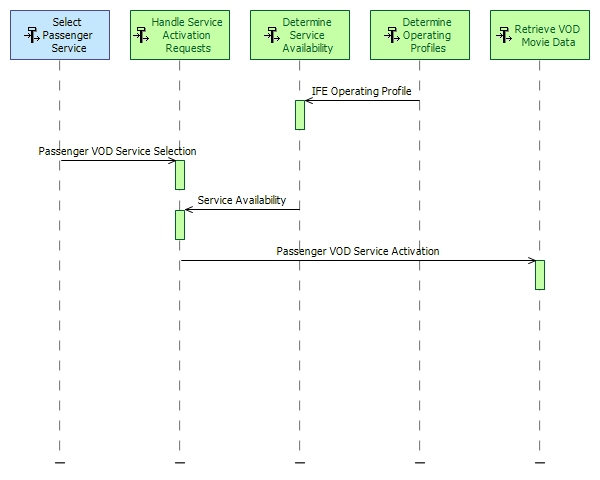 Select
Passenger
Service
Handle Service
Activation
Requests
Determine
Service
Availability
Determine
Operating
Profiles
Retrieve VOD
Movie Data
IFE Operating Profile
Passenger VOD Service Selection
Service Availability
Passenger VOD Service Activation